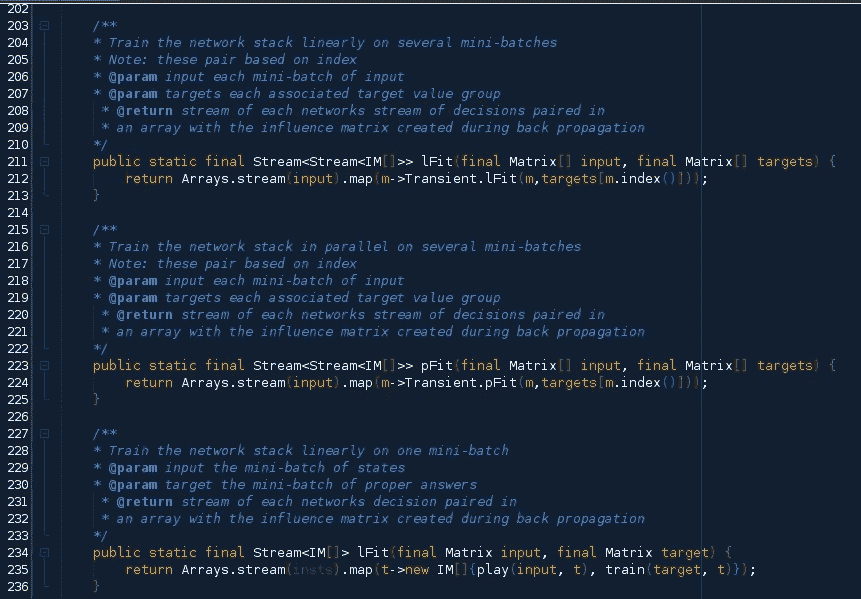 202
203 /**
204 * Train the network stack linearly on several mini-batches
205 * Note: these pair based on index
206 * @param input each mini-batch of input
207 * @param targets each associated target value group
208 * @return stream of each networks stream of decisions paired in
209 * an array with the influence matrix created during back propagation
210 */
211 public static final Stream<Stream<IM[]>> lFit(final Matrix[] input, final Matrix[] targets) {
212 return Arrays.stream(input).map(m->Transient.lFit(m,targets[m.index()]));
213 }
214
215 /**
216 * Train the network stack in parallel on several mini-batches
217 * Note: these pair based on index
218 * @param input each mini-batch of input
219 * @param targets each associated target value group
220 * @return stream of each networks stream of decisions paired in
221 * an array with the influence matrix created during back propagation
222 */
223 public static final Stream<Stream<IM[]>> pFit(final Matrix[] input, final Matrix[] targets) {
224 return Arrays.stream(input).map(m->Transient.pFit(m,targets[m.index()]));
225 }
226
227 /**
228 * Train the network stack linearly on one mini-batch
229 * @param input the mini-batch of states
230 * @param target the mini-batch of proper answers
231 * @return stream of each networks decision paired in
232 * an array with the influence matrix created during back propagation
233 */
234 public static final Stream<IM[]> lFit(final Matrix input, final Matrix target) {
235 return Arrays.stream(insts).map(t->new IM[]{play(input, t), train(target, t)});
236 }